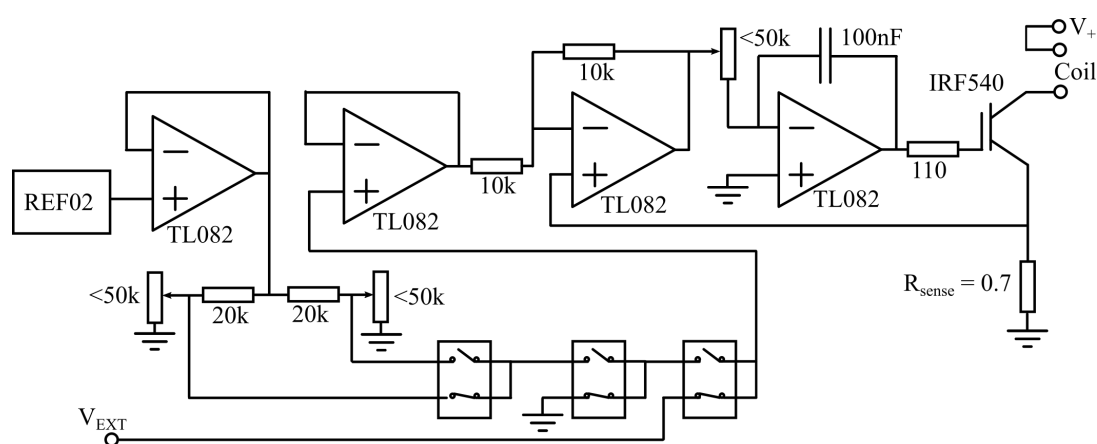 <50k
100nF
V+
10k
Coil
IRF540
REF02
TL082
TL082
10k
TL082
TL082
110
<50k
20k
20k
<50k
Rsense = 0.7
VEXT